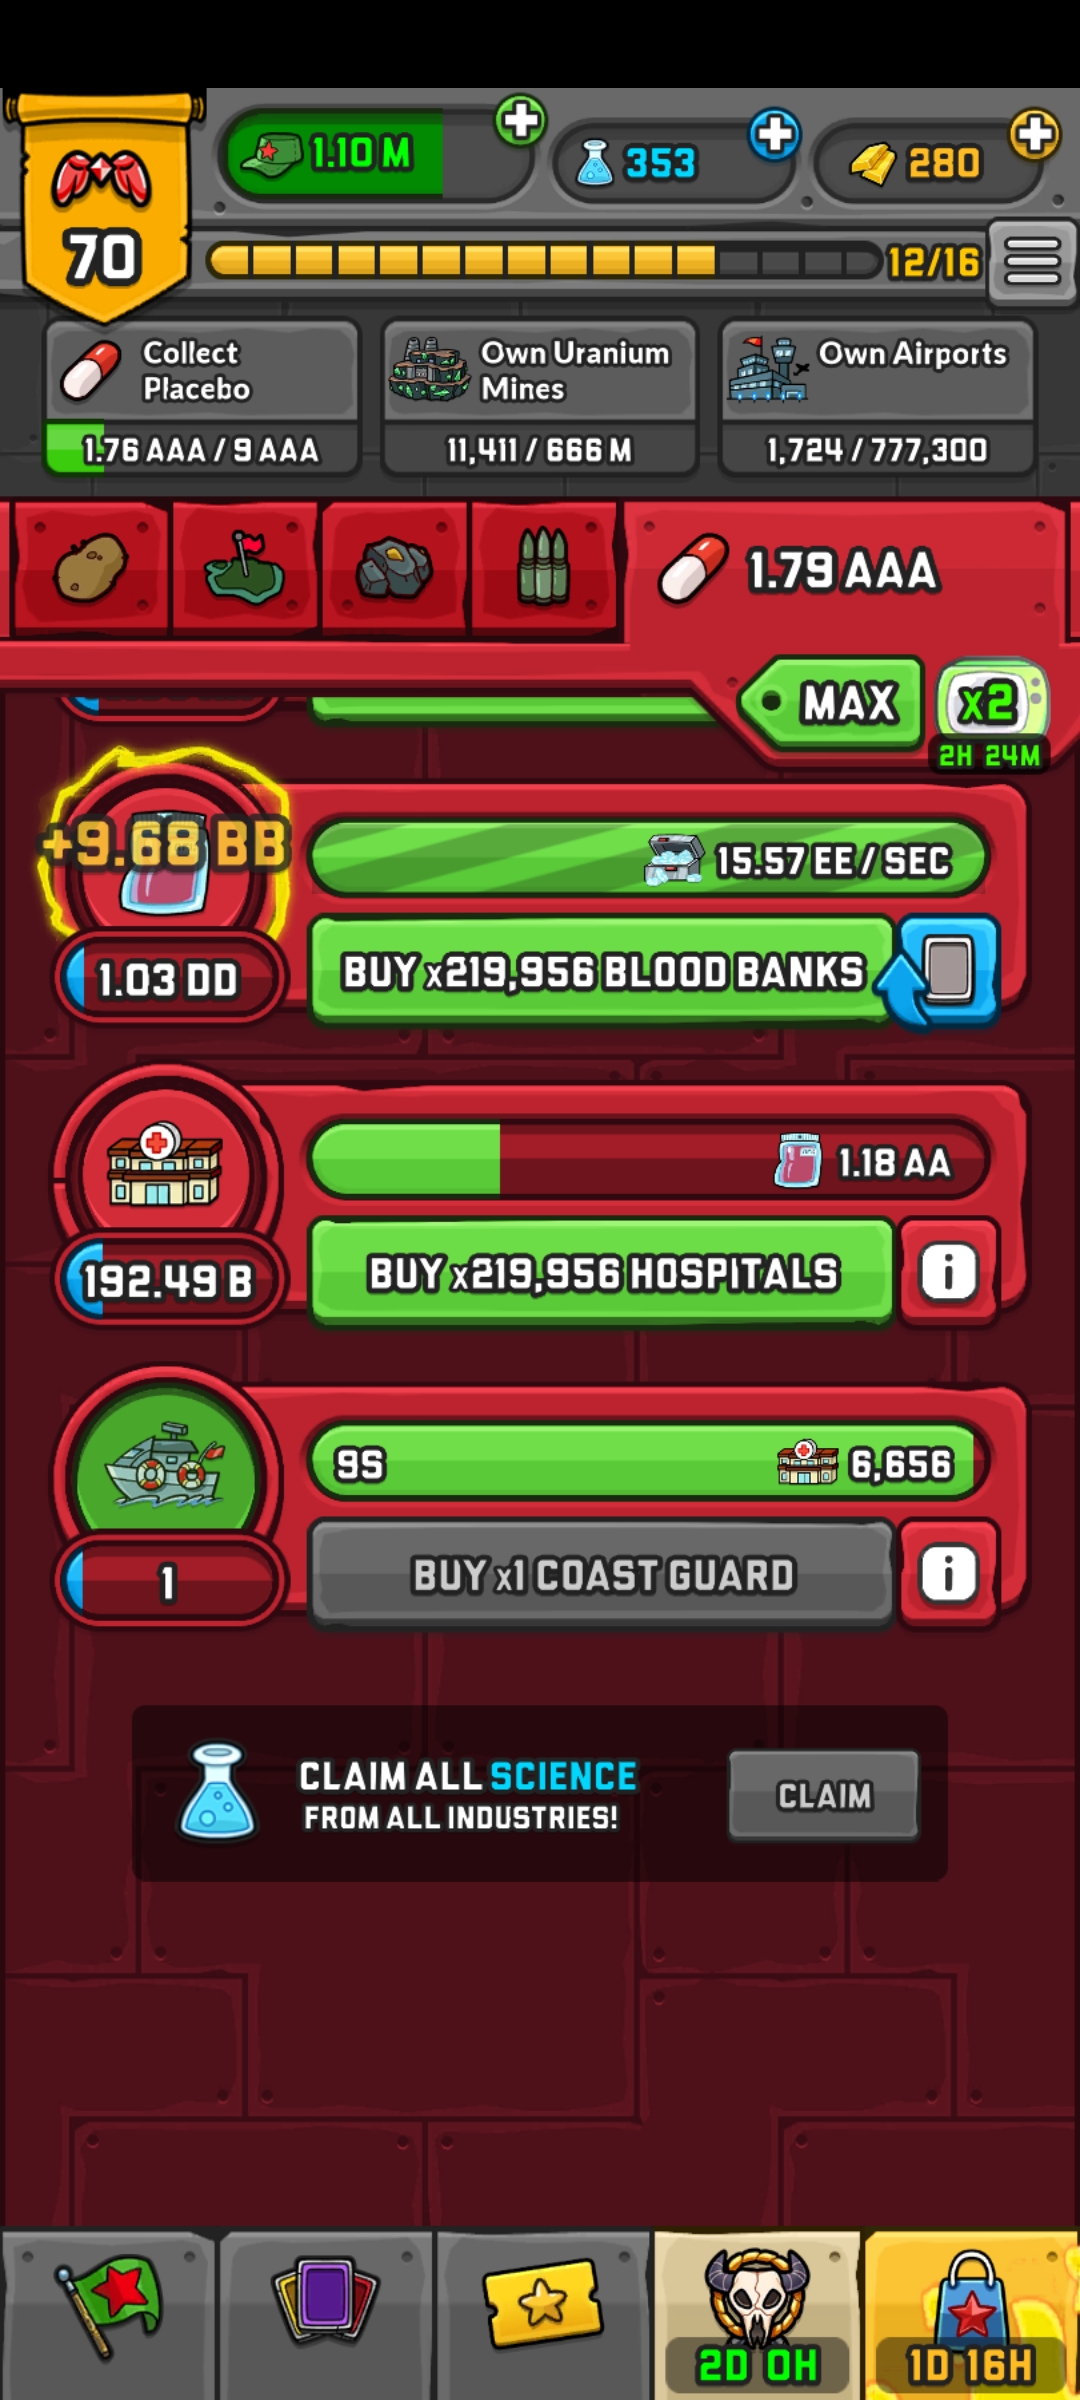 1.10 M
353
280
70
12/16
Collect
Placebo
Own Uranium
Mines
Own Airports
1.76 AAA / 9 AAA
11,411 / 666 M
1,724 / 777,300
1.79 AAA
MAX
x2
2H 24M
+9.68 BB
15.57 EE / SEC
1.03 DD
BUY x219,956 BLOOD BANKS
1.18 AA
192.49 B
BUY x219,956 HOSPITALS
i
9S
6,656
1
BUY x1 COAST GUARD
i
CLAIM ALL SCIENCE
FROM ALL INDUSTRIES!
CLAIM
2D 0H
1D 16H